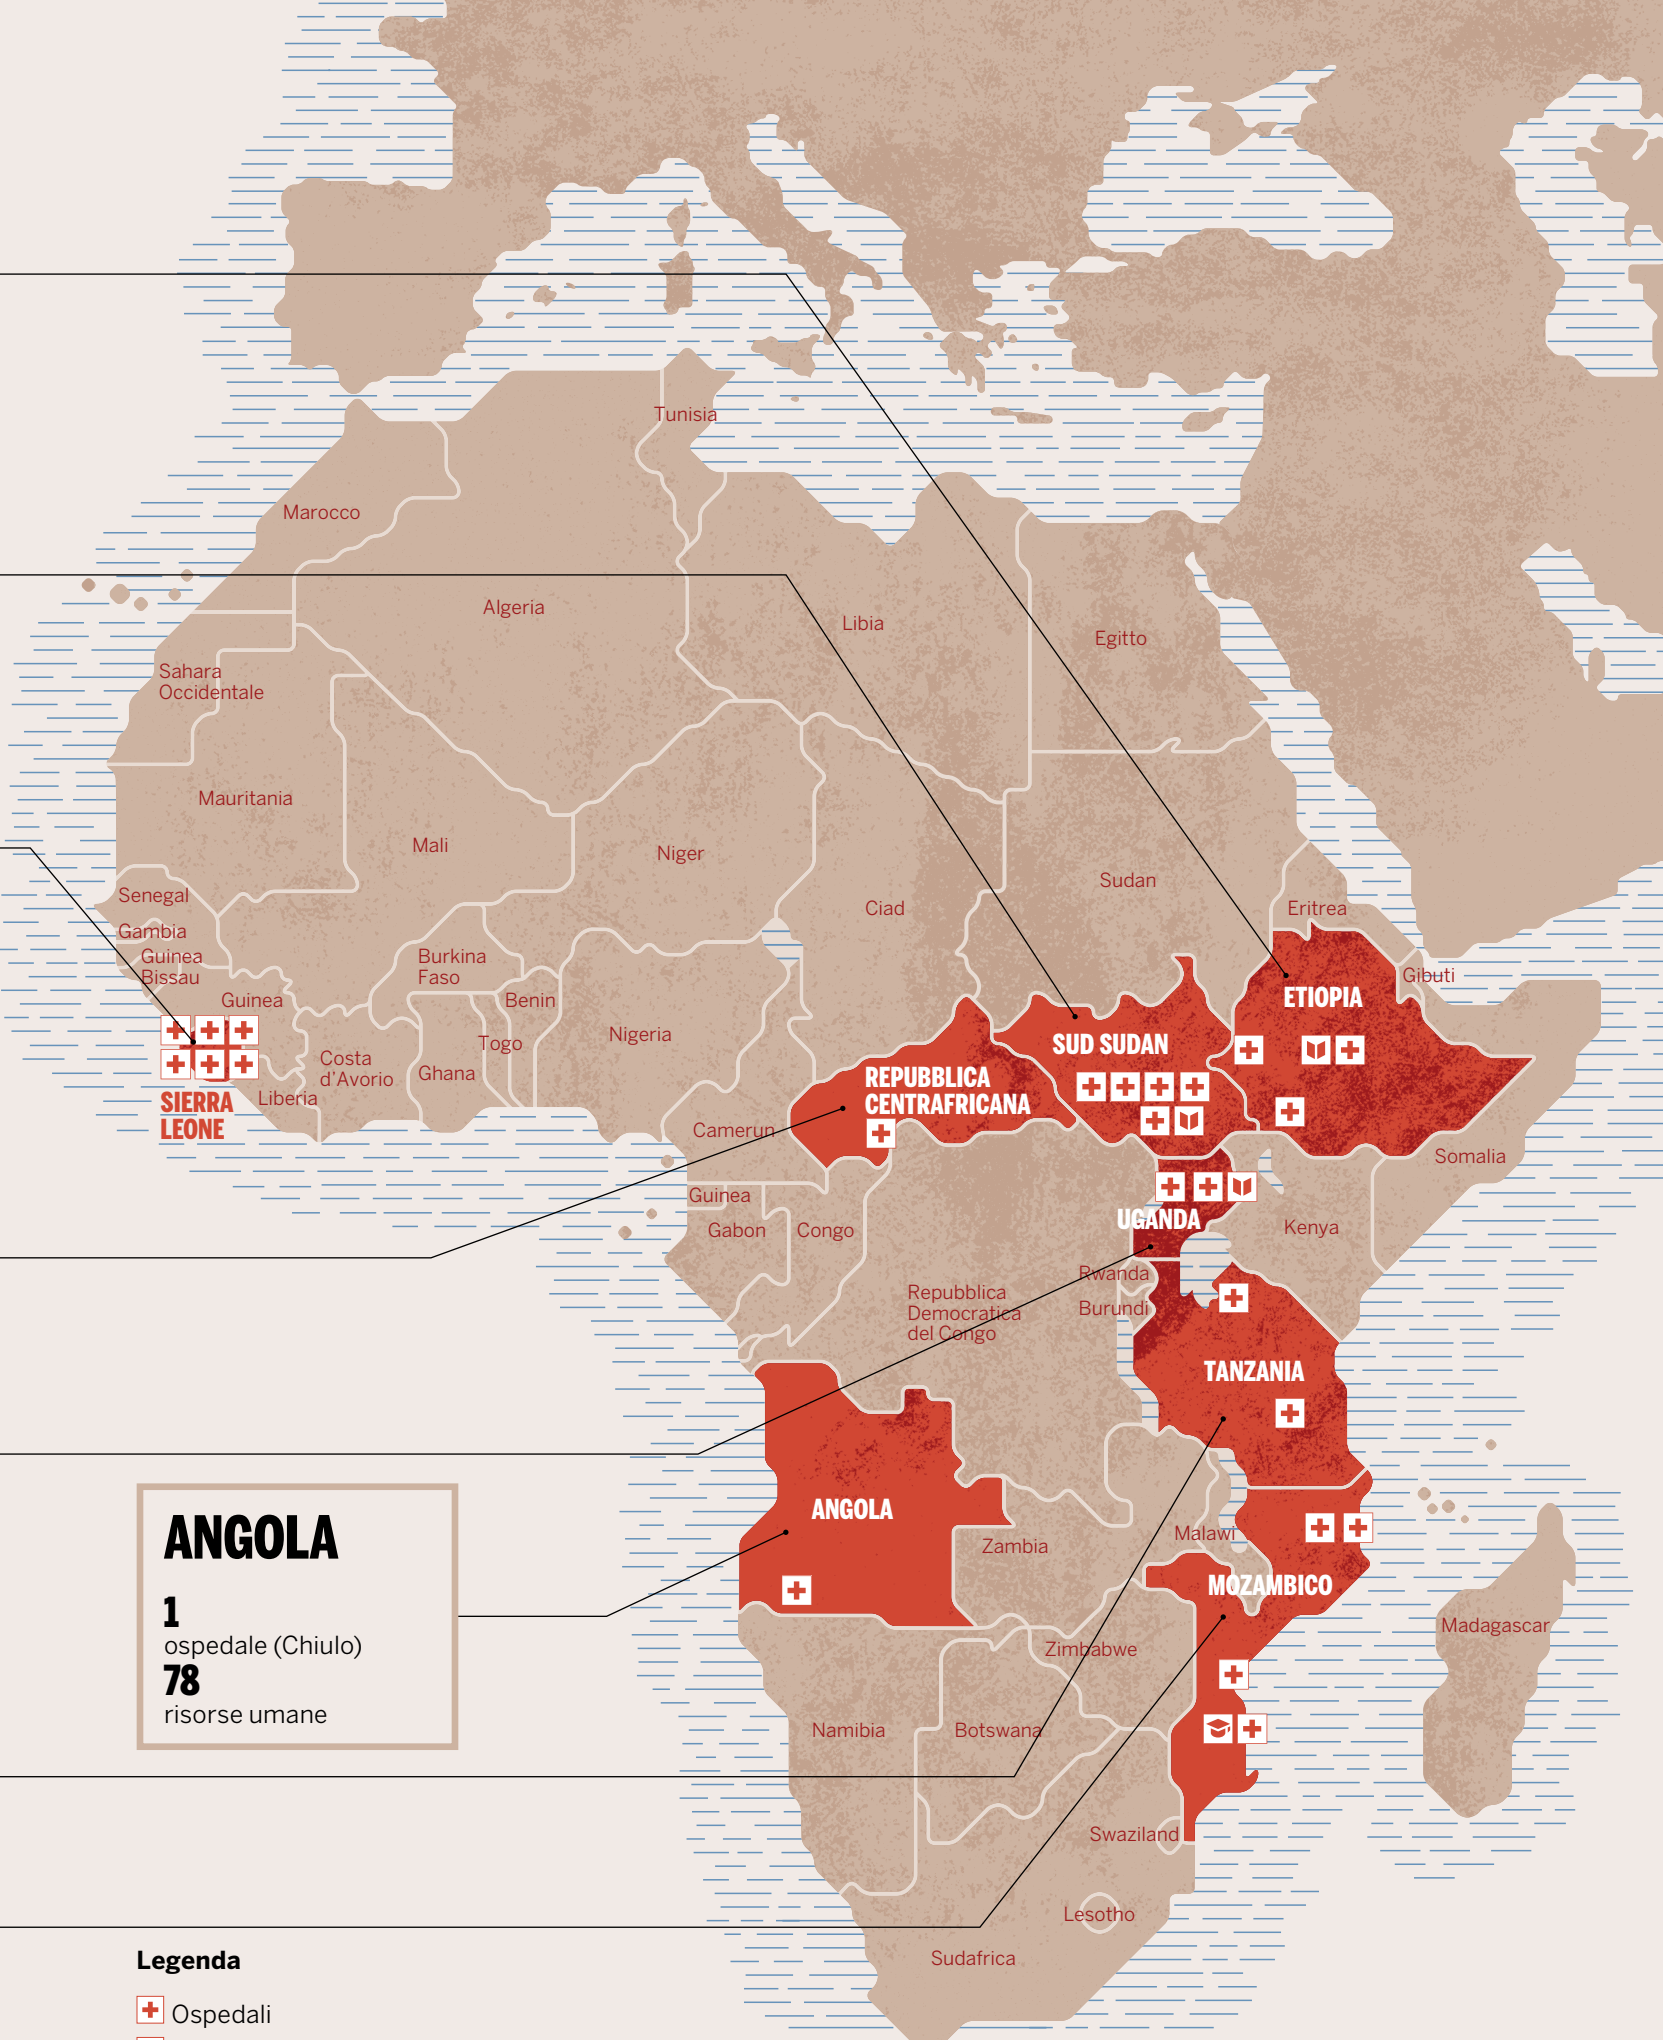 Tunisia
Marocco
Algeria
Libia
Egitto
Sahara
Occidentale
Mauritania
Mali
Niger
Ciad
Sudan
Eritrea
Senegal
Gambia
Guinea
Bissau
Guinea
Burkina
Faso
Benin
Togo
Nigeria
Costa
d'Avorio
Ghana
Liberia
SIERRA
LEONE
Gibuti
ETIOPIA
SUD SUDAN
REPUBBLICA
CENTRAFRICANA
Camerun
Somalia
Guinea
Gabon
Congo
UGANDA
Kenya
Rwanda
Burundi
Repubblica
Democratica
del Congo
TANZANIA
ANGOLA
Zambia
Malawi
MOZAMBICO
Madagascar
Zimbabwe
Namibia
Botswana
Swaziland
Lesotho
Sudafrica
ANGOLA
1
ospedale (Chiulo)
78
risorse umane
Legenda
Ospedali